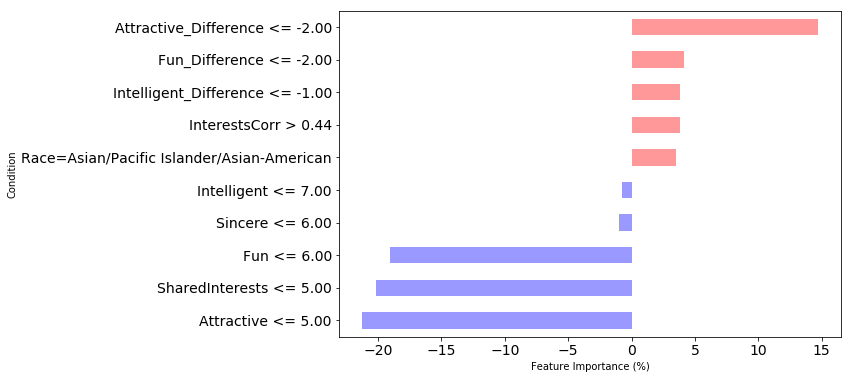 Attractive_Difference <= -2.00
Fun_Difference <= -2.00
Intelligent_Difference <= -1.00
InterestsCorr > 0.44
Race=Asian/Pacific Islander/Asian-American
Intelligent <= 7.00
Sincere <= 6.00
Fun <= 6.00
SharedInterests <= 5.00
Attractive <= 5.00
Condition
−20 −15 −10 −5 0 5 10 15
Feature Importance (%)